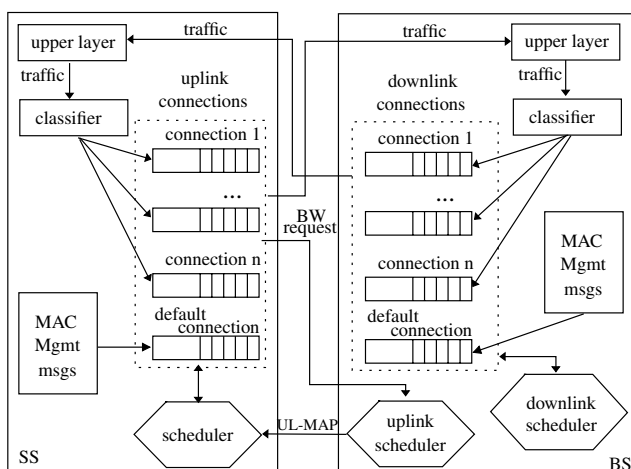 upper layer
traffic
classifier
uplink
connections
connection 1
...
connection n
default
connection
MAC
Mgmt
msgs
scheduler
SS
traffic
traffic
BW
request
UL-MAP
upper layer
traffic
classifier
downlink
connections
connection 1
...
connection n
default
connection
MAC
Mgmt
msgs
uplink
scheduler
downlink
scheduler
BS